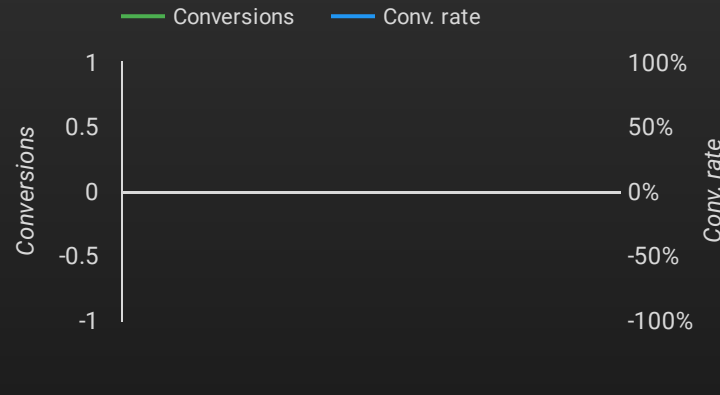 Conversions Conv. rate
1 100%
0.5 50%
0 0%
-0.5 -50%
-1 -100%
Conversions
Conv. rate